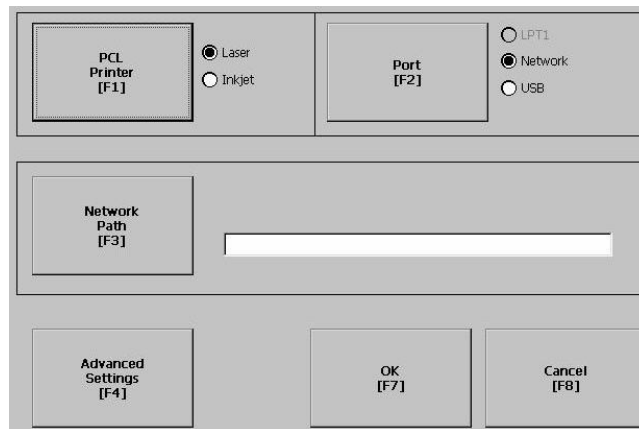 PCL
Printer
[F1]
Laser
Inkjet
Port
[F2]
LPT1
Network
USB
Network
Path
[F3]
Advanced
Settings
[F4]
OK
[F7]
Cancel
[F8]